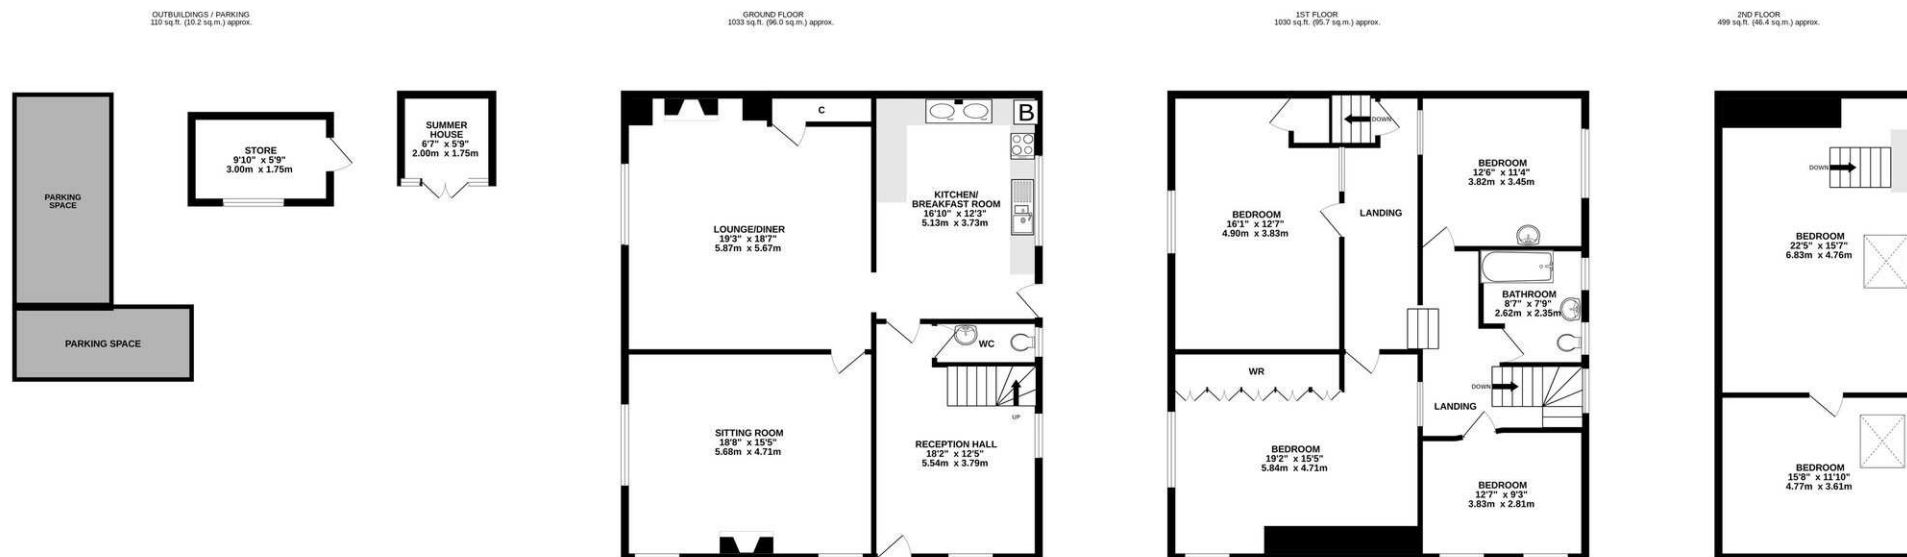 OUTBUILDINGS / PARKING
110 sq.ft. (10.2 sq.m.) approx.
PARKING
SPACE
PARKING SPACE
STORE
9'10" x 5'9"
3.00m x 1.75m
SUMMER
HOUSE
6'7" x 5'9"
2.00m x 1.75m
GROUND FLOOR
1033 sq.ft. (96.0 sq.m.) approx.
C
B
LOUNGE/DINER
19'3" x 18'7"
5.87m x 5.67m
KITCHEN/
BREAKFAST ROOM
16'10" x 12'3"
5.13m x 3.73m
WC
UP
SITTING ROOM
18'8" x 15'5"
5.68m x 4.71m
RECEPTION HALL
18'2" x 12'5"
5.54m x 3.79m
1ST FLOOR
1030 sq.ft. (95.7 sq.m.) approx.
DOWN
BEDROOM
16'1" x 12'7"
4.90m x 3.83m
LANDING
BEDROOM
12'6" x 11'4"
3.82m x 3.45m
BATHROOM
8'7" x 7'9"
2.62m x 2.35m
WR
DOWN
LANDING
BEDROOM
19'2" x 15'5"
5.84m x 4.71m
BEDROOM
12'7" x 9'3"
3.83m x 2.81m
2ND FLOOR
499 sq.ft. (46.4 sq.m.) approx.
DOWN
BEDROOM
22'5" x 15'7"
6.83m x 4.76m
BEDROOM
15'8" x 11'10"
4.77m x 3.61m